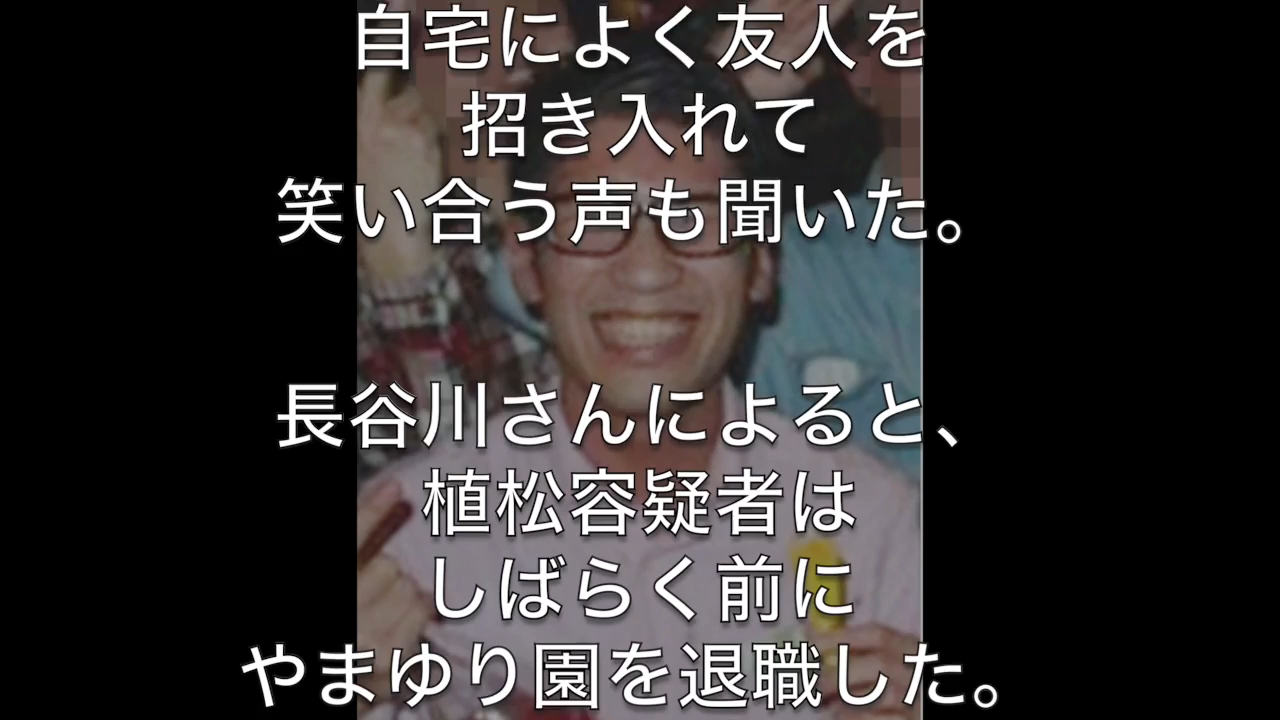 自宅によく友人を
招き入れて
笑い合う声も聞いた。
長谷川さんによると、
植松容疑者は
しばらく前に
やまゆり園を退職した。